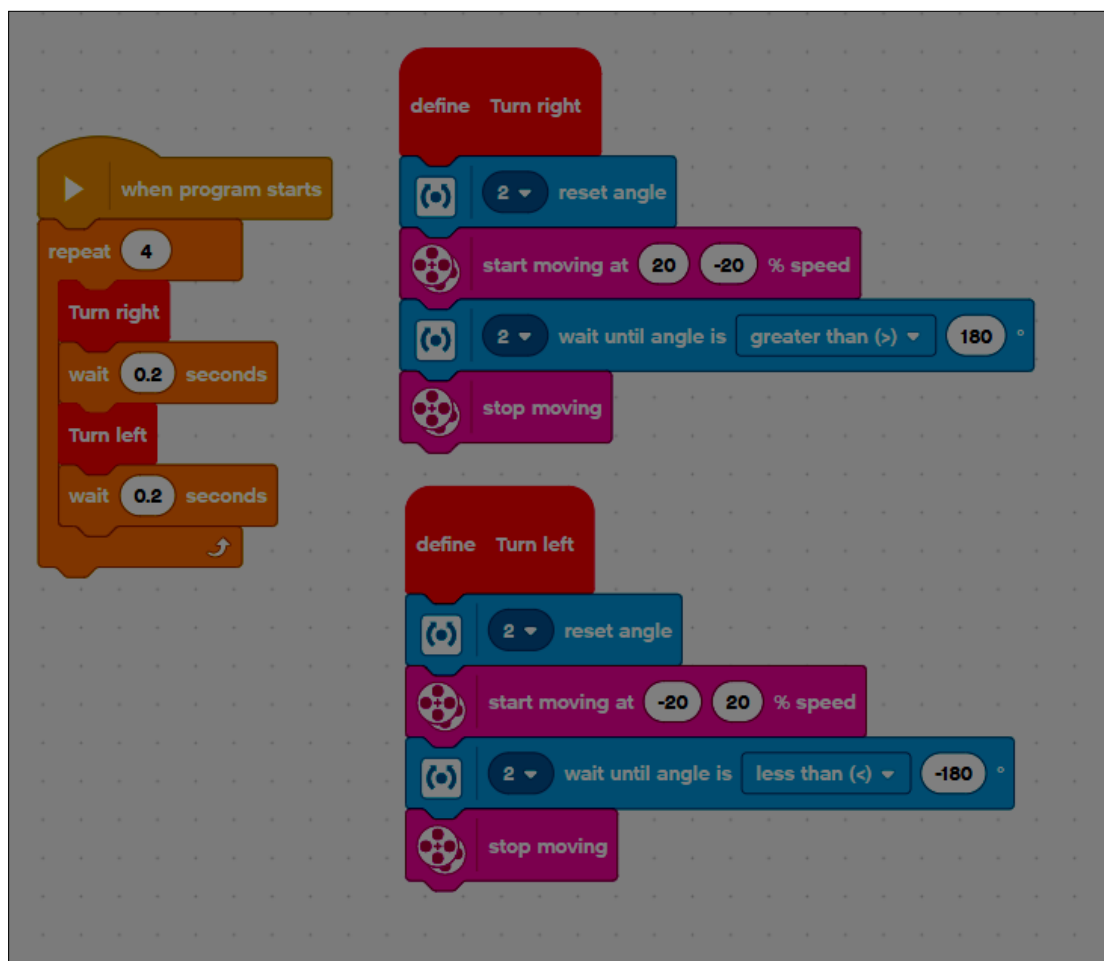 when program starts
repeat 4
Turn right
wait 0.2 seconds
Turn left
wait 0.2 seconds
define Turn right
2 reset angle
start moving at 20 -20 % speed
2 wait until angle is greater than (>) 180 °
stop moving
define Turn left
2 reset angle
start moving at -20 20 % speed
2 wait until angle is less than (<) -180 °
stop moving